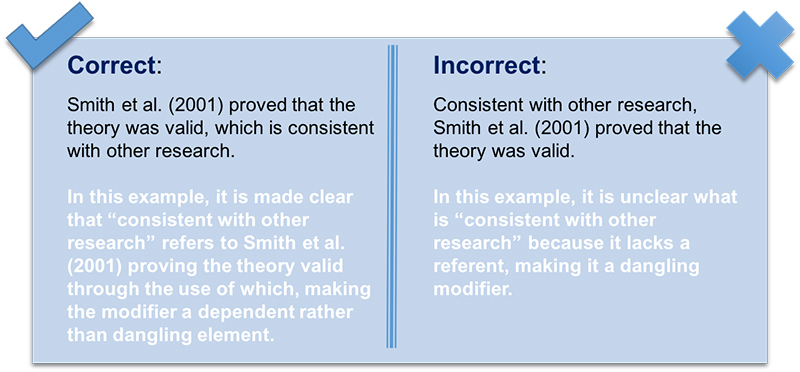 Correct:
Smith et al. (2001) proved that the
theory was valid, which is consistent
with other research.
In this example, it is made clear
that “consistent with other
research” refers to Smith et al.
(2001) proving the theory valid
through the use of which, making
the modifier a dependent rather
than dangling element.
Incorrect:
Consistent with other research,
Smith et al. (2001) proved that the
theory was valid.
In this example, it is unclear what
is “consistent with other
research” because it lacks a
referent, making it a dangling
modifier.